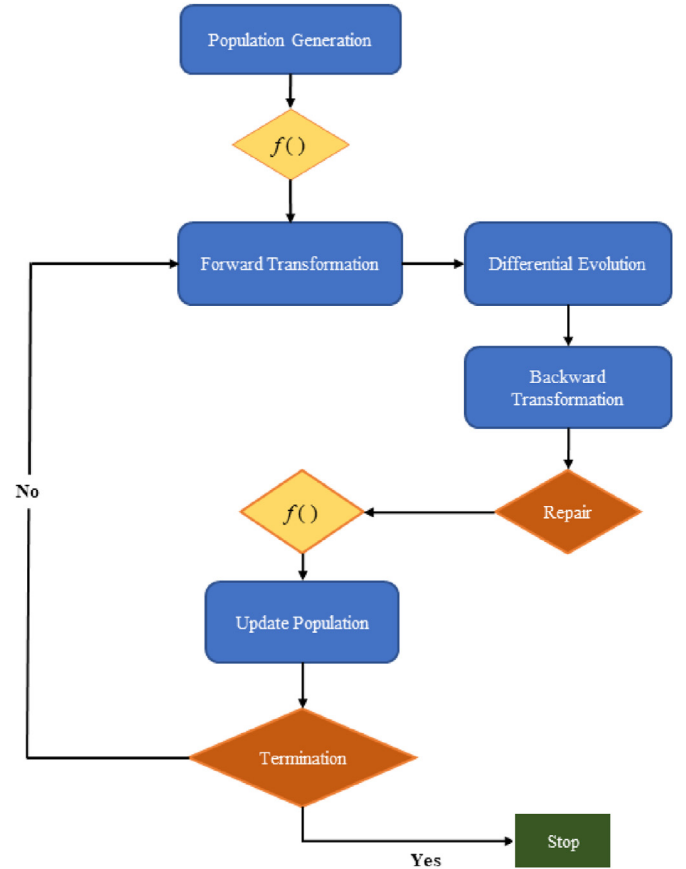 Population Generation
f()
Forward Transformation
Differential Evolution
Backward
Transformation
No
f()
Repair
Update Population
Termination
Yes
Stop